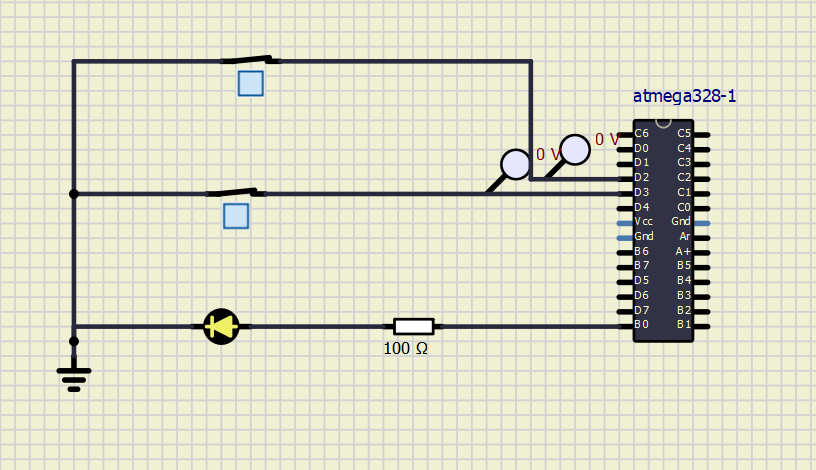 atmega328-1
0 V
0 V
C6 C5
D0 C4
D1 C3
D2 C2
D3 C1
D4 C0
Vcc Gnd
Gnd Ar
B6 A+
B7 B5
D5 B4
D6 B3
D7 B2
B0 B1
100 Ω